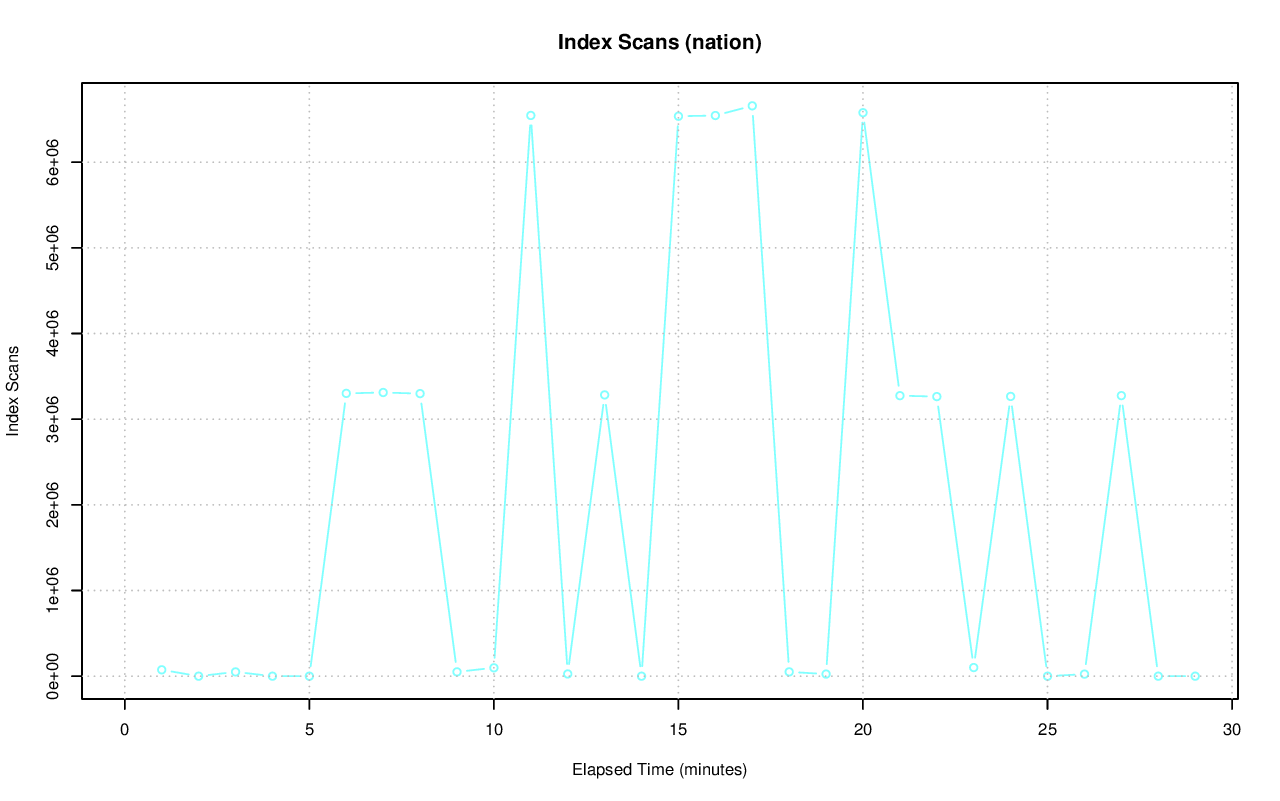 Index Scans (nation)
Index Scans
6e+06
5e+06
4e+06
3e+06
2e+06
1e+06
0e+00
0 5 10 15 20 25 30
Elapsed Time (minutes)